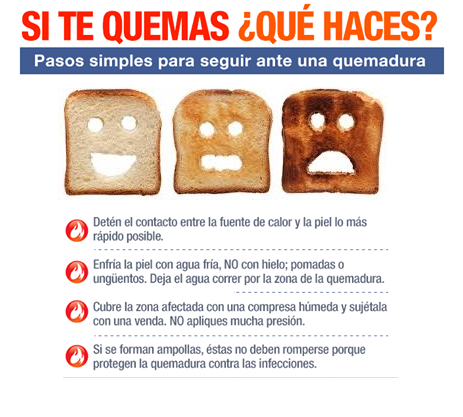 SI TE QUEMAS ¿QUÉ HACES?
Pasos simples para seguir ante una quemadura
Detén el contacto entre la fuente de calor y la piel lo más
rápido posible.
Enfría la piel con agua fría, NO con hielo; pomadas o
ungüentos. Deja el agua correr por la zona de la quemadura.
Cubre la zona afectada con una compresa húmeda y sujétala
con una venda. NO apliques mucha presión.
Si se forman ampollas, éstas no deben romperse porque
protegen la quemadura contra las infecciones.